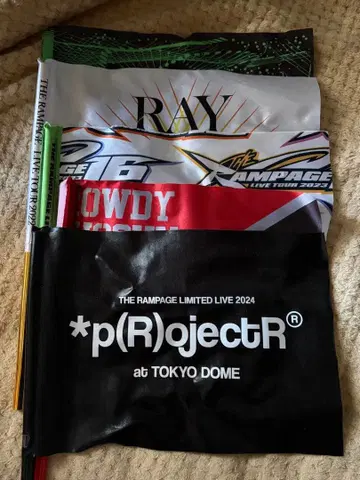 RAY
THE RAMPAGE LIVE TOUR 202
16
THE
RAMPAGE
LIVE TOUR 2023
OWDY
THE RAMPAGE LIMITED LIVE 2024
*p(R)ojectR®
at TOKYO DOME